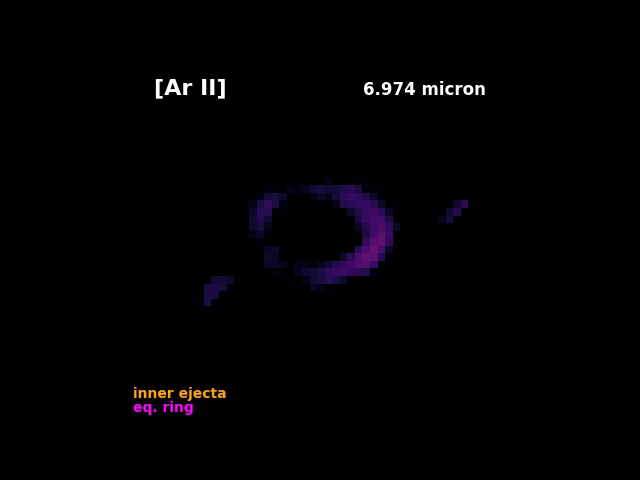 [Ar II]
6.974 micron
inner ejecta
eq. ring